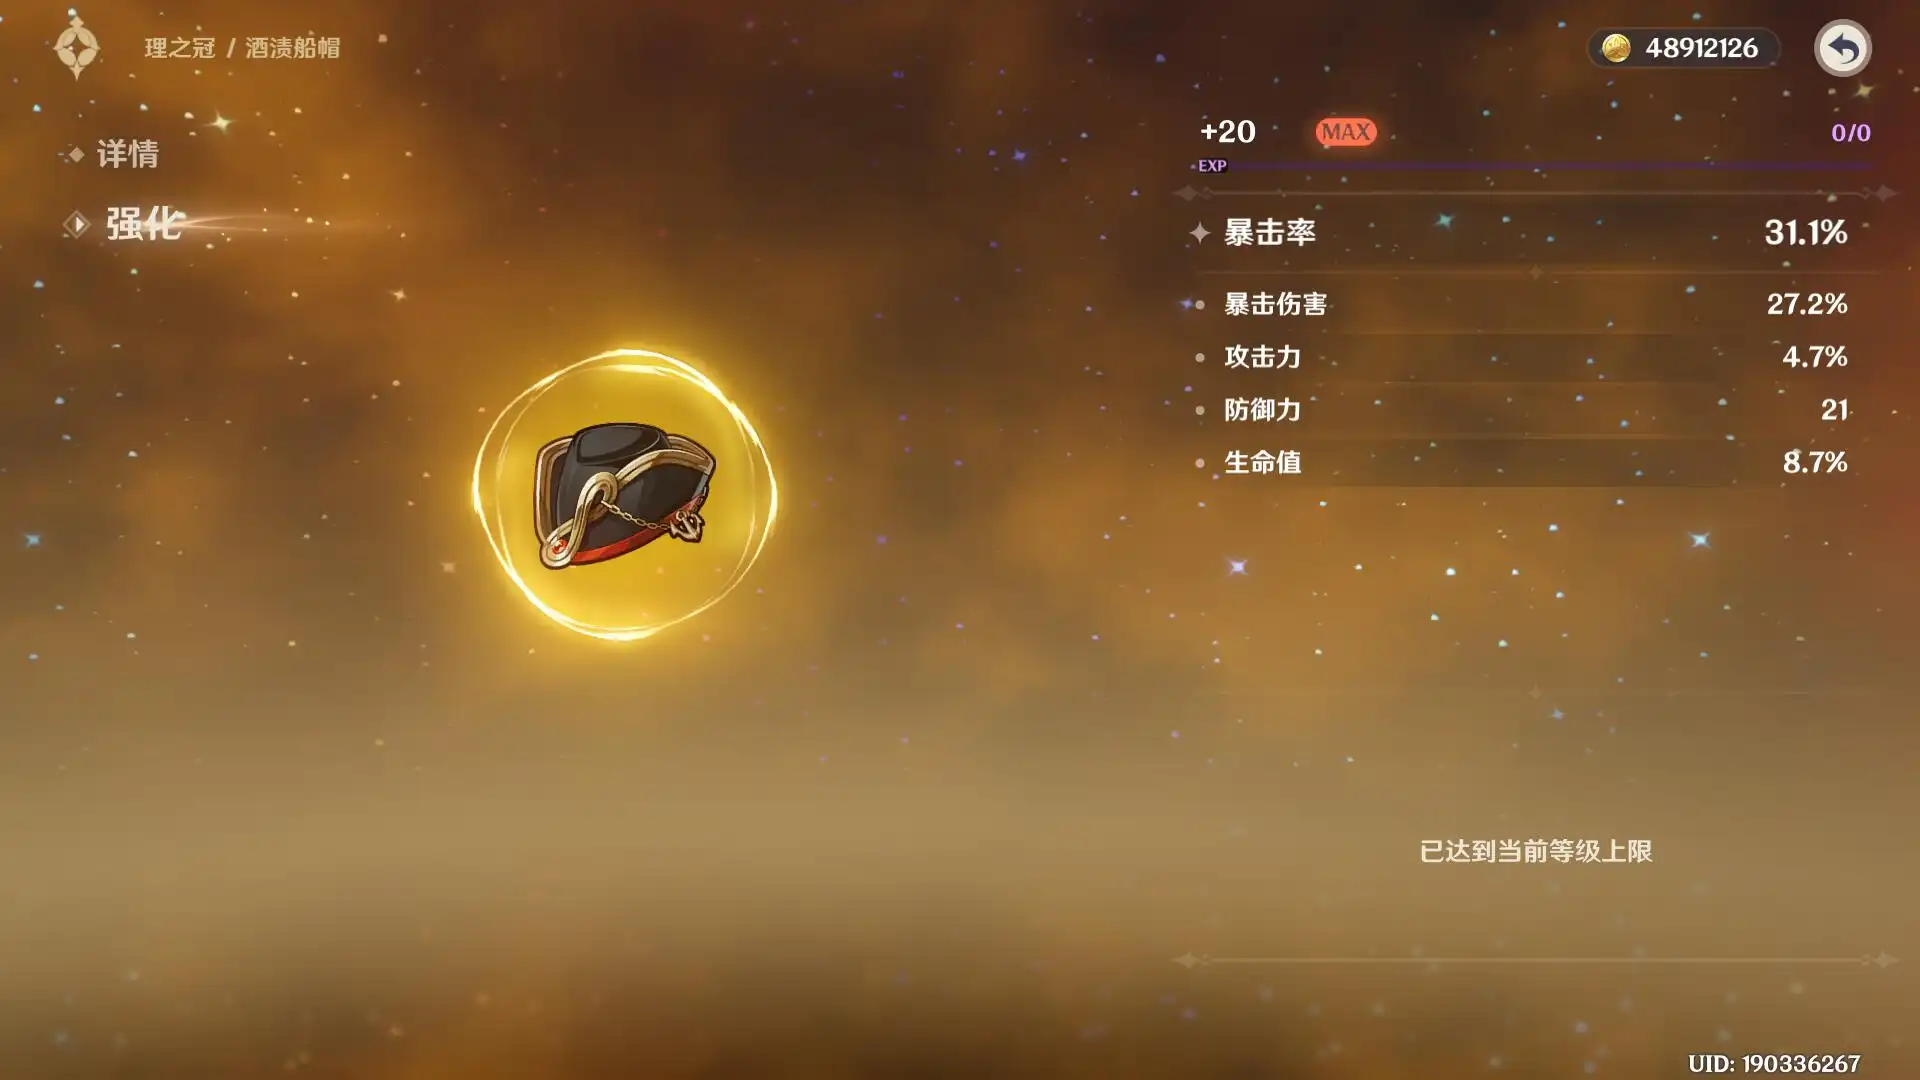 理之冠 / 酒渍船帽
48912126
详情
强化
+20 MAX 0/0
EXP
暴击率 31.1%
暴击伤害 27.2%
攻击力 4.7%
防御力 21
生命值 8.7%
已达到当前等级上限
UID: 190336267